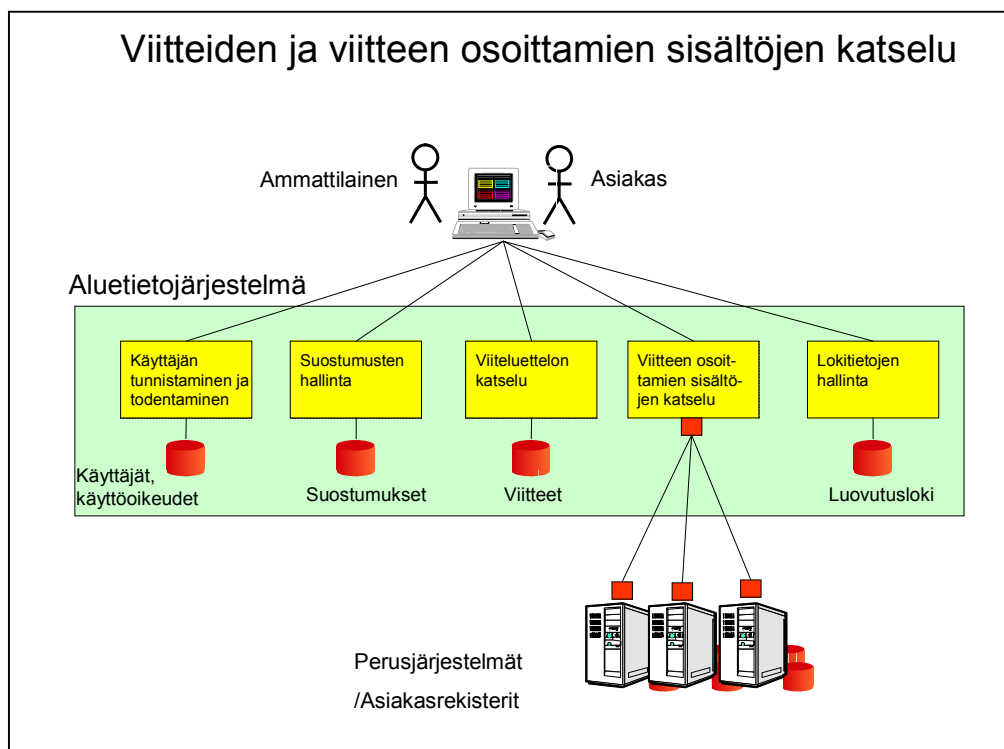 Viitteiden ja viitteen osoittamien sisältöjen katselu
Ammattilainen
Asiakas
Aluetietojärjestelmä
Käyttäjän
tunnistaminen ja
todentaminen
Suostumusten
hallinta
Viiteluettelon
katselu
Viitteen osoit-
tamien sisältö-
jen katselu
Lokitietojen
hallinta
Käyttäjät,
käyttöoikeudet
Suostumukset
Viitteet
Luovutusloki
Perusjärjestelmät
/Asiakasrekisterit